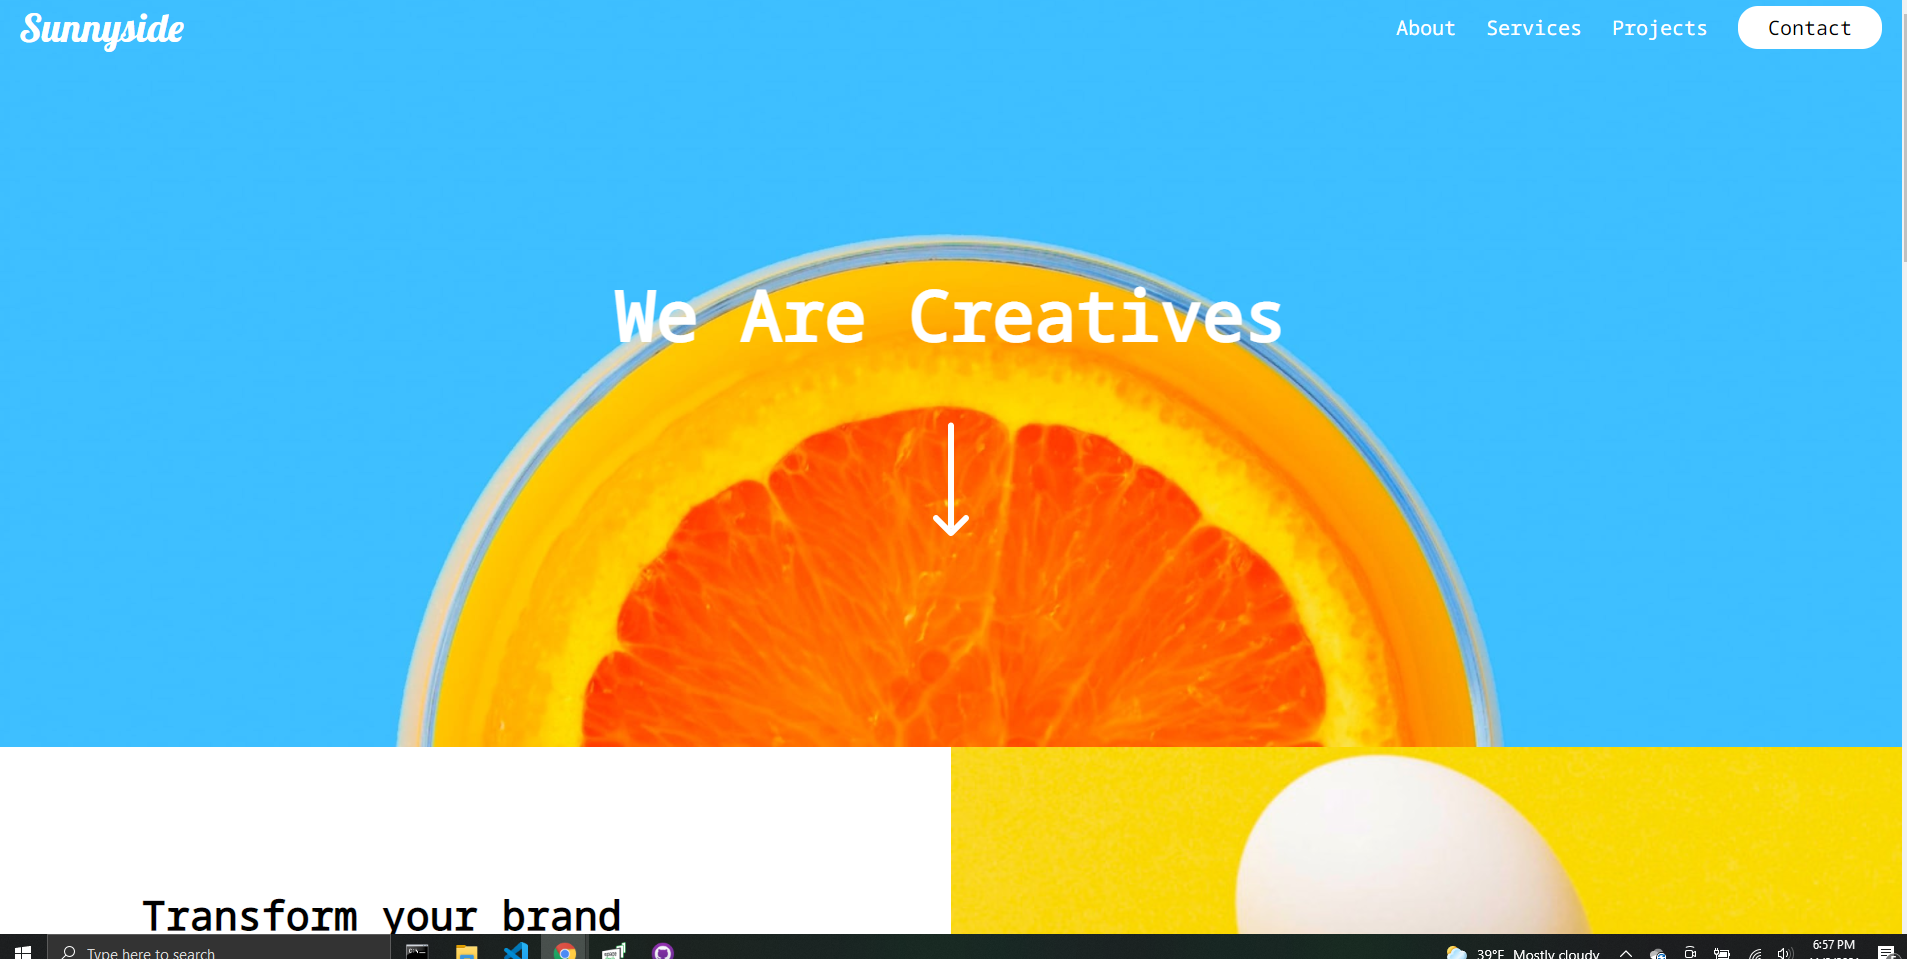 Sunnyside
About Services Projects Contact
We Are Creatives
Transform your brand
Type here to search
39°F Mostly cloudy
6:57 PM